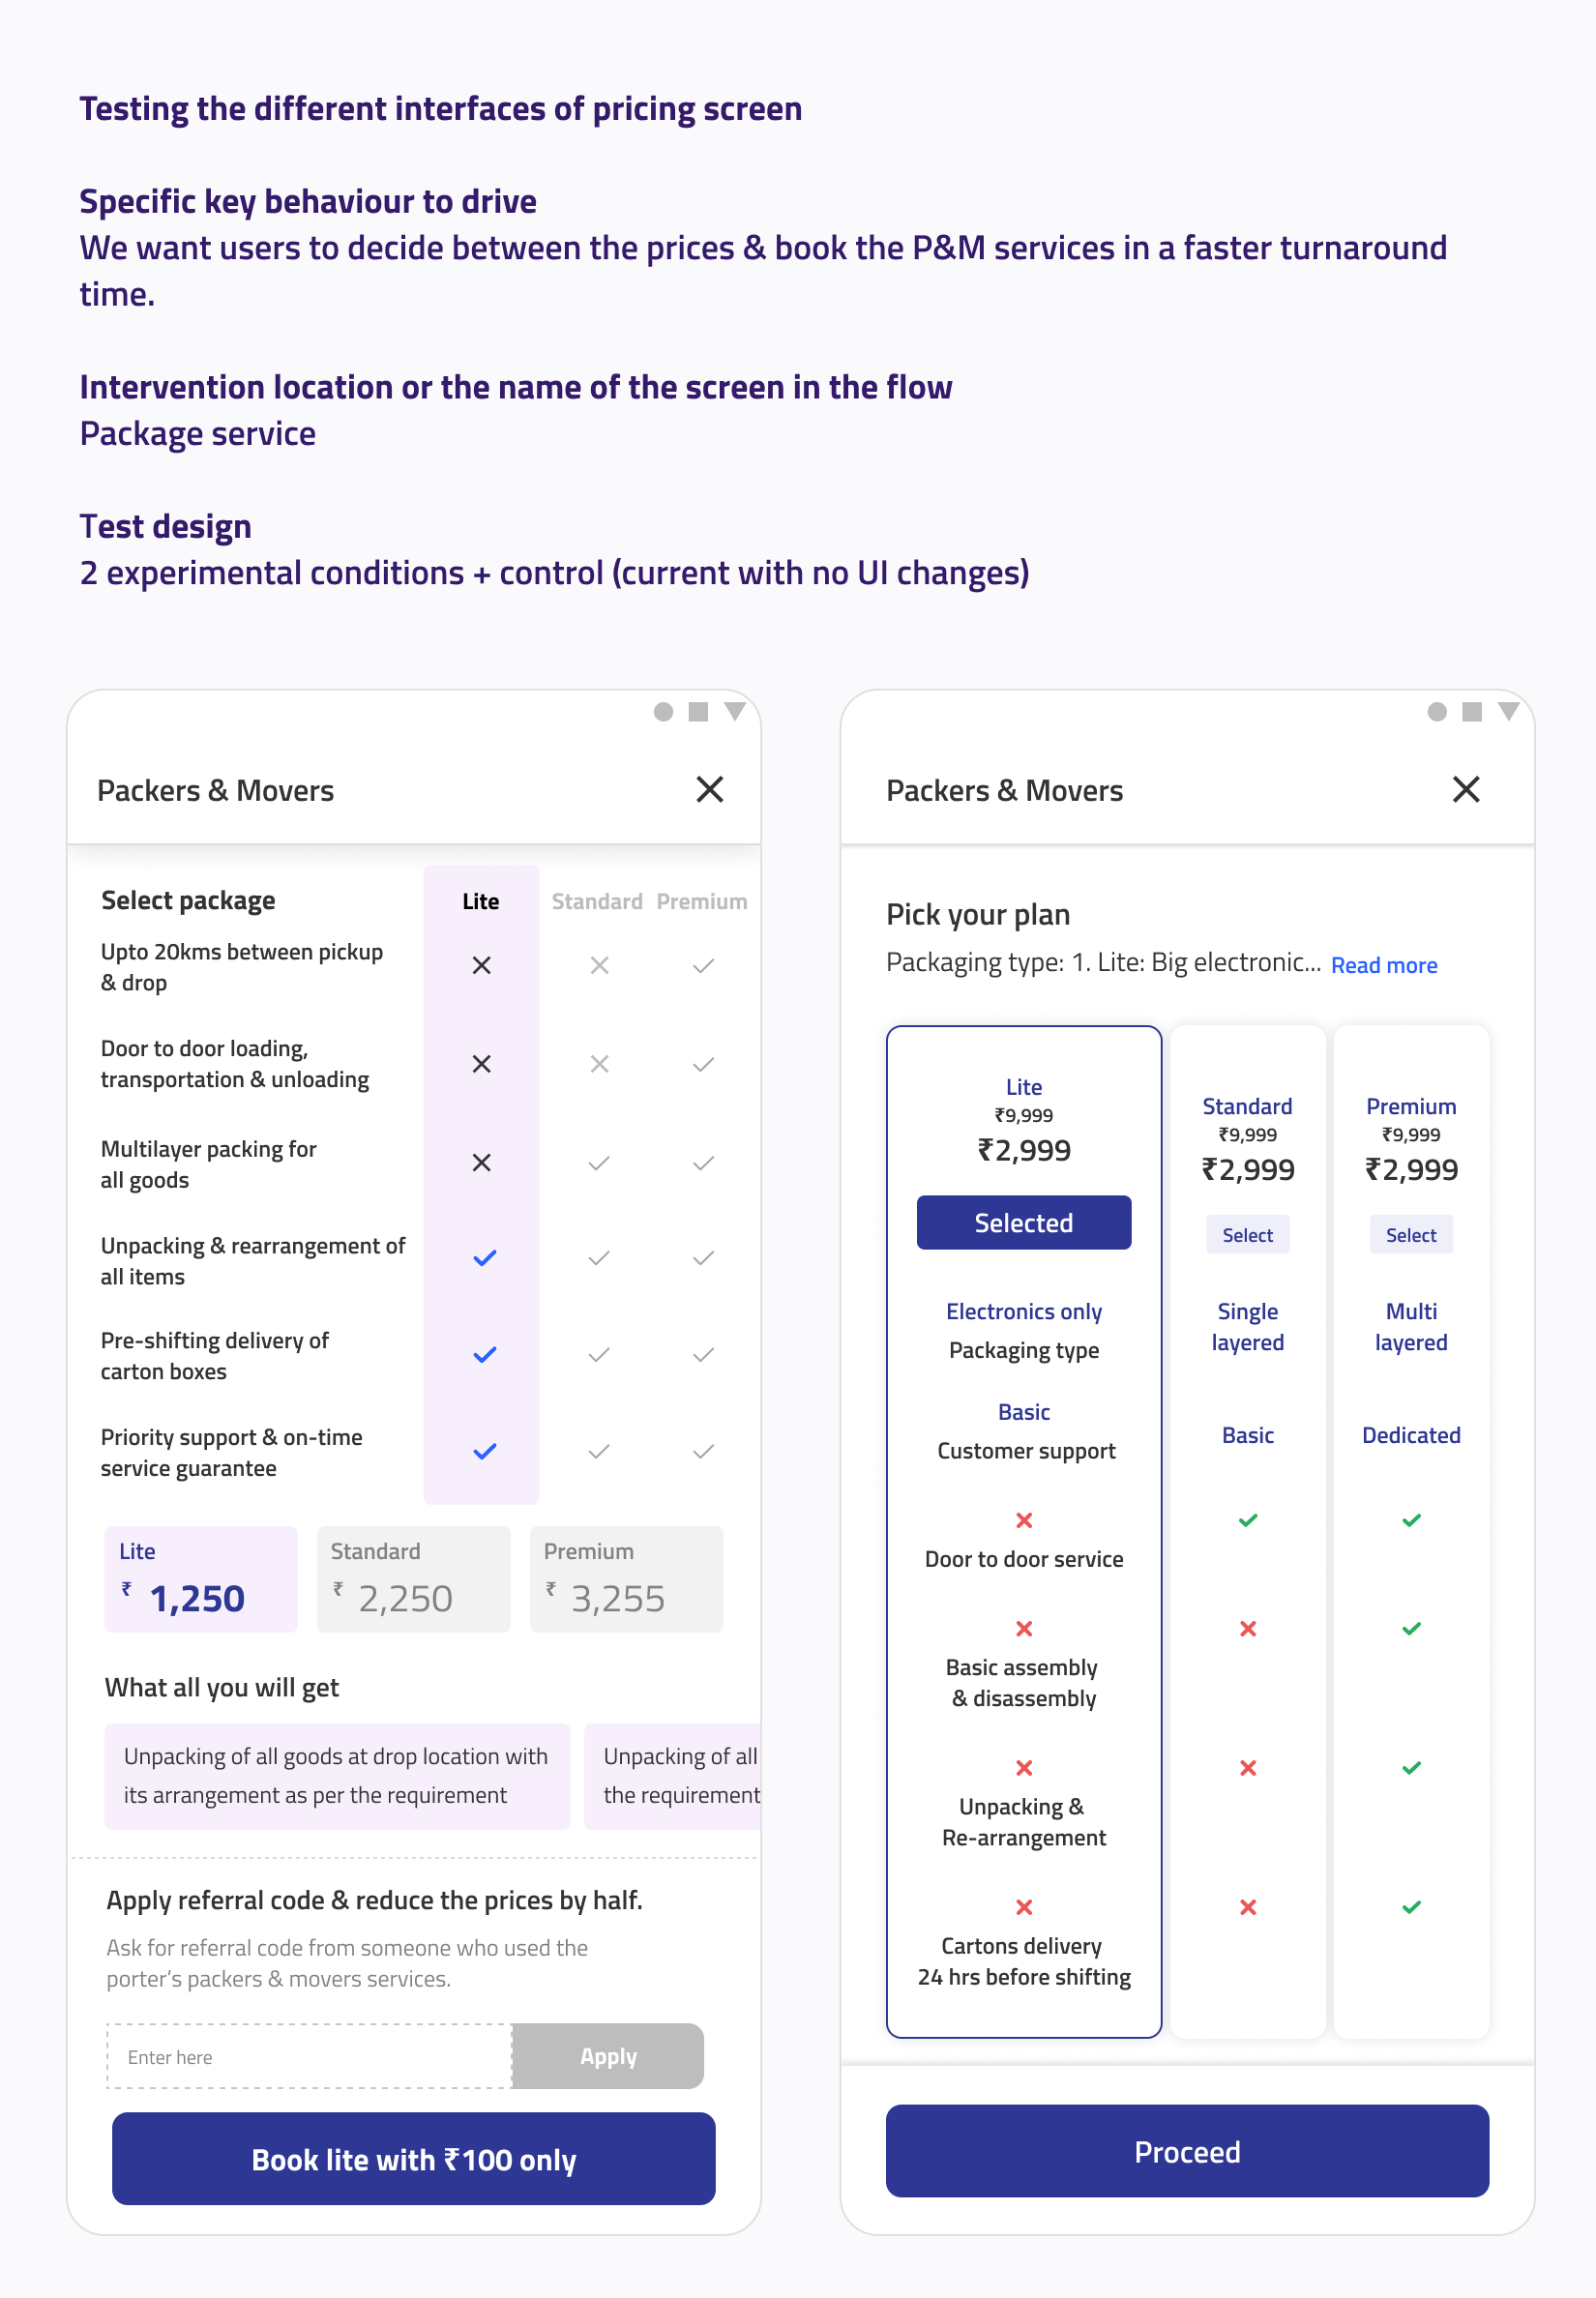 Testing the different interfaces of pricing screen
Specific key behaviour to drive
We want users to decide between the prices & book the P&M services in a faster turnaround
time.
Intervention location or the name of the screen in the flow
Package service
Test design
2 experimental conditions + control (current with no UI changes)
Packers & Movers
Select package
Lite
Standard
Premium
Upto 20kms between pickup
& drop
Door to door loading,
transportation & unloading
Multilayer packing for
all goods
Unpacking & rearrangement of
all items
Pre-shifting delivery of
carton boxes
Priority support & on-time
service guarantee
Lite
₹ 1,250
Standard
₹ 2,250
Premium
₹ 3,255
What all you will get
Unpacking of all goods at drop location with
its arrangement as per the requirement
Unpacking of all
the requirement
Apply referral code & reduce the prices by half.
Ask for referral code from someone who used the
porter's packers & movers services.
Enter here
Apply
Book lite with ₹100 only
Packers & Movers
Pick your plan
Packaging type: 1. Lite: Big electronic... Read more
Lite
₹9,999
₹2,999
Selected
Electronics only
Packaging type
Basic
Customer support
Door to door service
Basic assembly
& disassembly
Unpacking &
Re-arrangement
Cartons delivery
24 hrs before shifting
Standard
₹9,999
₹2,999
Select
Single
layered
Basic
Premium
₹9,999
₹2,999
Select
Multi
layered
Dedicated
Proceed